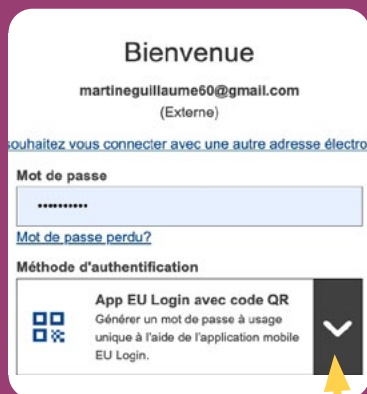 Bienvenue
martineguillaume60@gmail.com
(Externe)
souhaitez vous connecter avec une autre adresse électro
Mot de passe
••••••••••
Mot de passe perdu?
Méthode d'authentification
App EU Login avec code QR
Générer un mot de passe à usage
unique à l'aide de l'application mobile
EU Login.